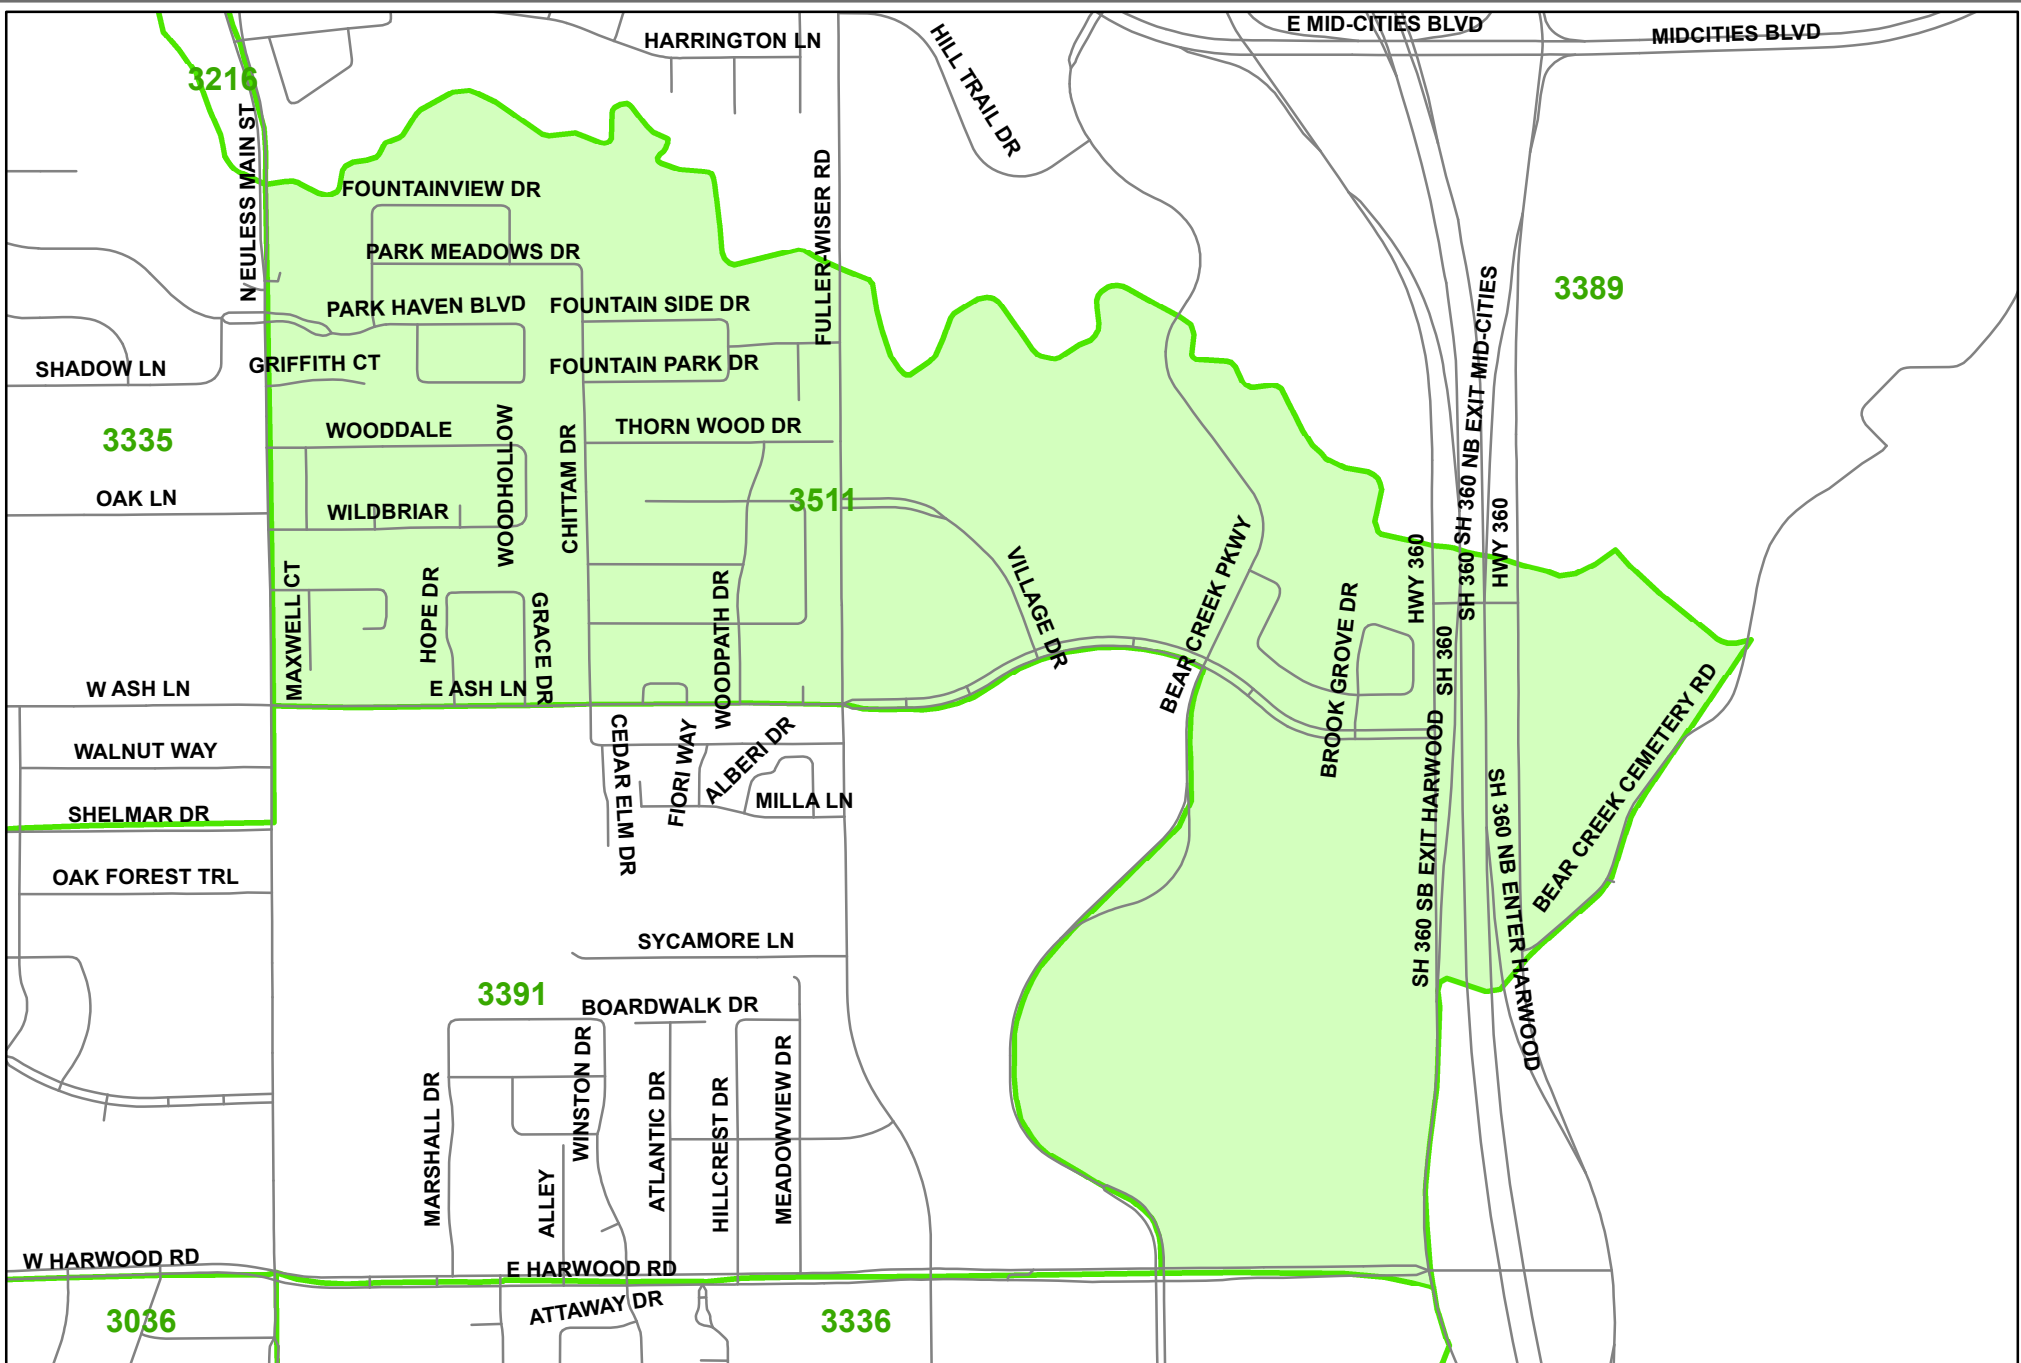 E MID-CITIES BLVD
MIDCITIES BLVD
HARRINGTON LN
HILL TRAIL DR
3216
N EULESS MAIN ST
FULLER-WISER RD
FOUNTAINVIEW DR
PARK MEADOWS DR
3389
PARK HAVEN BLVD
FOUNTAIN SIDE DR
SH 360 NB EXIT MID-CITIES
SHADOW LN
GRIFFITH CT
FOUNTAIN PARK DR
3335
WOODDALE
WOODHOLLOW
CHITTAM DR
THORN WOOD DR
OAK LN
WILDBRIAR
3511
HWY 360
SH 360
HWY 360
MAXWELL CT
HOPE DR
GRACE DR
WOODPATH DR
VILLAGE DR
BEAR CREEK PKWY
BROOK GROVE DR
SH 360
W ASH LN
E ASH LN
BEAR CREEK CEMETERY RD
WALNUT WAY
CEDAR ELM DR
FIORI WAY
ALBERI DR
MILLA LN
SH 360 SB EXIT HARWOOD
SH 360 NB ENTER HARWOOD
SHELMAR DR
OAK FOREST TRL
SYCAMORE LN
3391
BOARDWALK DR
MARSHALL DR
WINSTON DR
ALLEY
ATLANTIC DR
HILLCREST DR
MEADOWVIEW DR
W HARWOOD RD
E HARWOOD RD
ATTAWAY DR
3036
3336